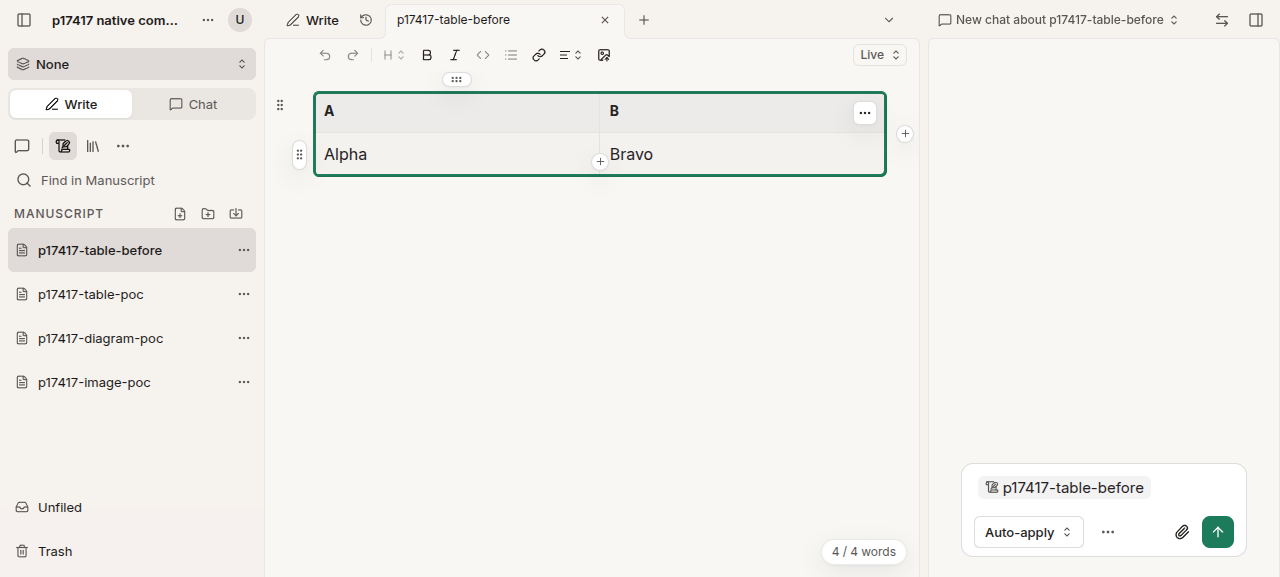 p17417 native com...
U
Write
p17417-table-before
New chat about p17417-table-before
None
H
Live
Write
Chat
A
B
Alpha
Bravo
Find in Manuscript
MANUSCRIPT
p17417-table-before
p17417-table-poc
p17417-diagram-poc
p17417-image-poc
Unfiled
Trash
4 / 4 words
p17417-table-before
Auto-apply